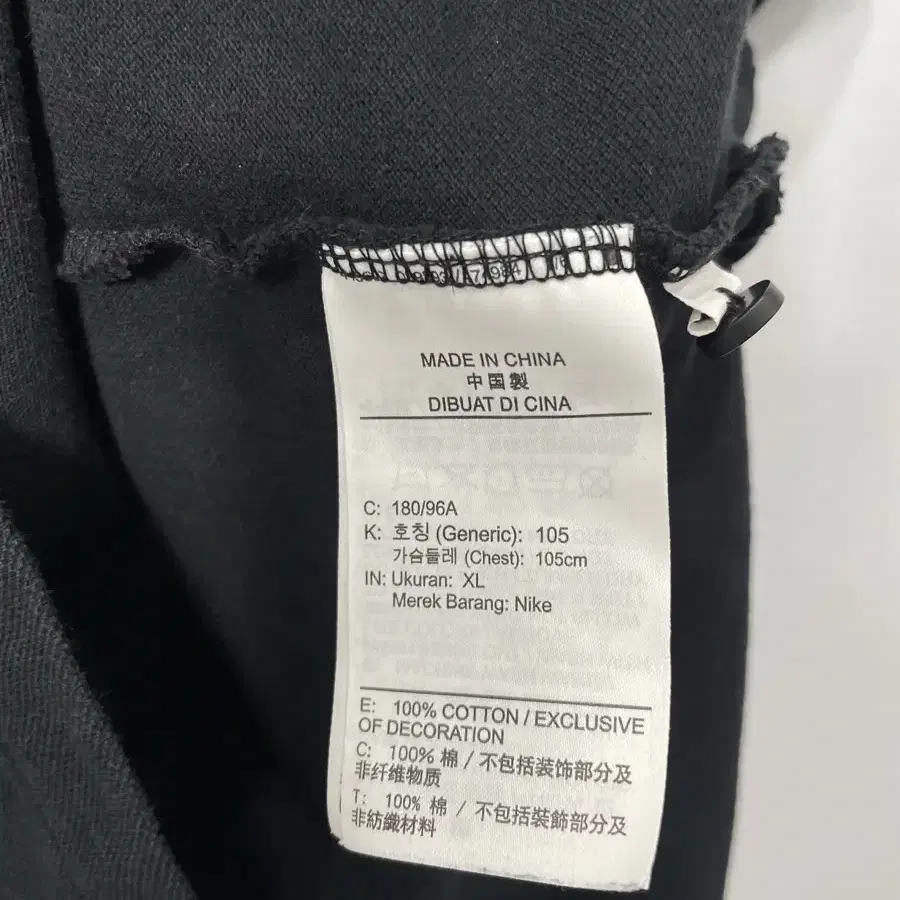 MADE IN CHINA
中国製
DIBUAT DI CINA
C: 180/96A
K: 호칭 (Generic): 105
가슴둘레 (Chest): 105cm
IN: Ukuran: XL
Merek Barang: Nike
E: 100% COTTON / EXCLUSIVE
OF DECORATION
C: 100% 棉 / 不包括装饰部分及
非纤维物质
T: 100% 棉 / 不包括裝飾部分及
非紡織材料